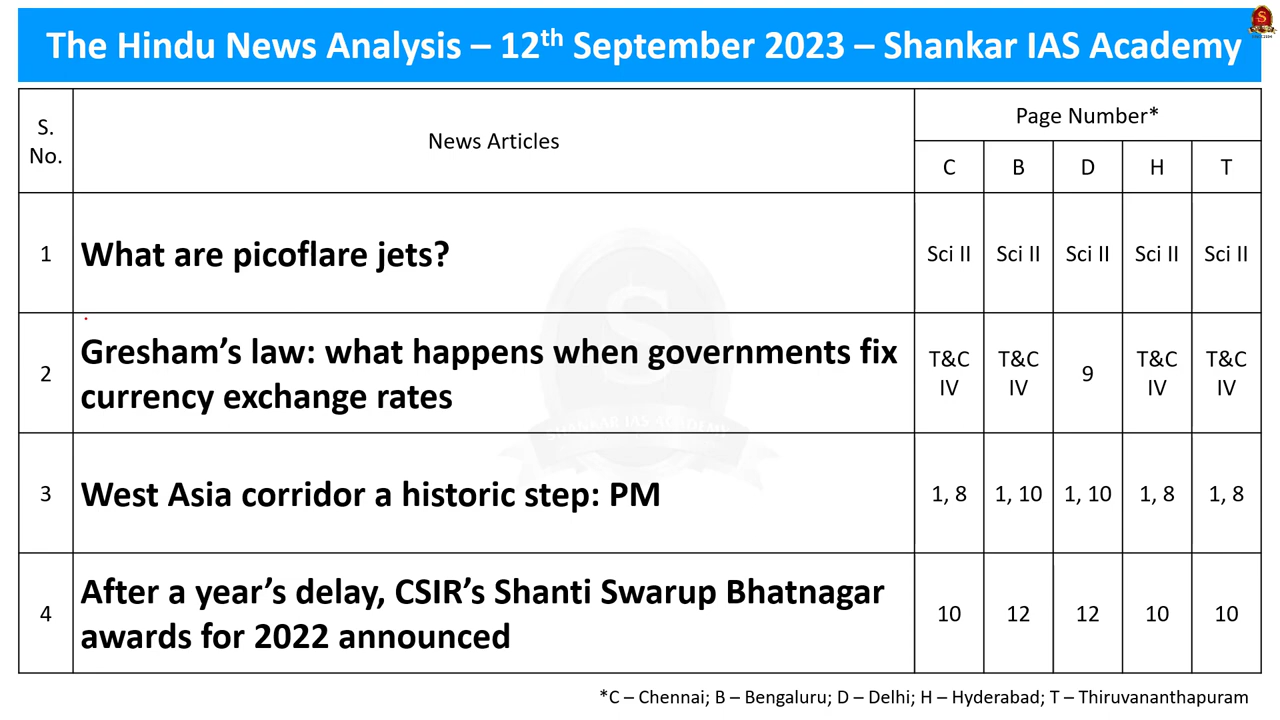 The Hindu News Analysis – 12th September 2023 – Shankar IAS Academy
S. No.
News Articles
Page Number*
C B D H T
1 What are picoflare jets? Sci II Sci II Sci II Sci II Sci II
2 Gresham’s law: what happens when governments fix
currency exchange rates
T&C IV T&C IV 9 T&C IV T&C IV
3 West Asia corridor a historic step: PM 1, 8 1, 10 1, 10 1, 8 1, 8
4 After a year’s delay, CSIR’s Shanti Swarup Bhatnagar
awards for 2022 announced
10 12 12 10 10
SHANKAR IAS ACADEMY
*C – Chennai; B – Bengaluru; D – Delhi; H – Hyderabad; T – Thiruvananthapuram